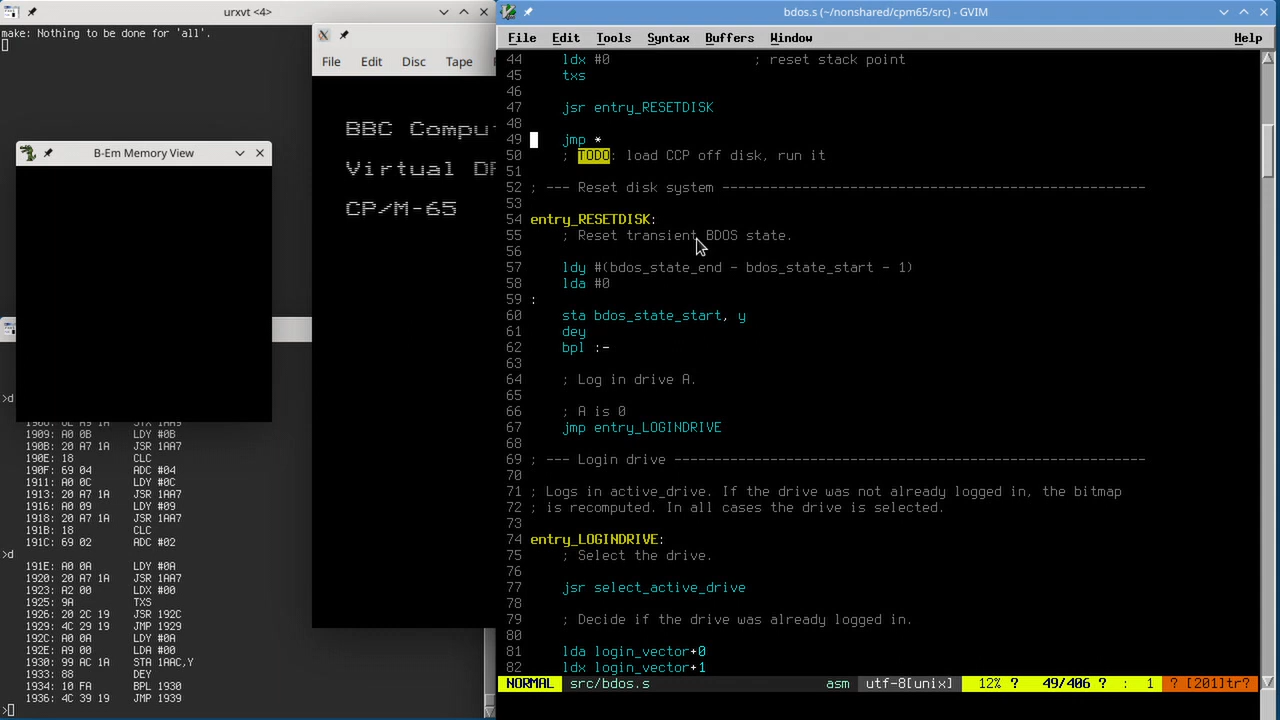 urxvt <4>
make: Nothing to be done for 'all'.
B-Em Memory View
>d
1909: A0 0B LDY #0B
190B: 20 A7 1A JSR 1AA7
190E: 18 CLC
190F: 69 04 ADC #04
1911: A0 0C LDY #0C
1913: 20 A7 1A JSR 1AA7
1916: A0 09 LDY #09
1918: 20 A7 1A JSR 1AA7
191B: 18 CLC
191C: 69 02 ADC #02
>d
191E: A0 0A LDY #0A
1920: 20 A7 1A JSR 1AA7
1923: A2 00 LDX #00
1925: 9A TXS
1926: 20 2C 19 JSR 192C
1929: 4C 29 19 JMP 1929
192C: A0 0A LDY #0A
192E: A9 00 LDA #00
1930: 99 AC 1A STA 1AAC,Y
1933: 88 DEY
1934: 10 FA BPL 1930
1936: 4C 39 19 JMP 1939
>
File Edit Disc Tape
BBC Compu
Virtual DF
CP/M-65
bdos.s (~/nonshared/cpm65/src) - GVIM
File Edit Tools Syntax Buffers Window Help
44 ldx #0 ; reset stack point
45 txs
46
47 jsr entry_RESETDISK
48
49 jmp *
50 ; TODO: load CCP off disk, run it
51
52 ; --- Reset disk system -----------------------------------------------------
53
54 entry_RESETDISK:
55 ; Reset transient BDOS state.
56
57 ldy #(bdos_state_end - bdos_state_start - 1)
58 lda #0
59 :
60 sta bdos_state_start, y
61 dey
62 bpl :-
63
64 ; Log in drive A.
65
66 ; A is 0
67 jmp entry_LOGINDRIVE
68
69 ; --- Login drive -----------------------------------------------------------
70
71 ; Logs in active_drive. If the drive was not already logged in, the bitmap
72 ; is recomputed. In all cases the drive is selected.
73
74 entry_LOGINDRIVE:
75 ; Select the drive.
76
77 jsr select_active_drive
78
79 ; Decide if the drive was already logged in.
80
81 lda login_vector+0
82 ldx login_vector+1
NORMAL src/bdos.s asm utf-8[unix] 12% ? 49/406 ? : 1 ? [201]tr?